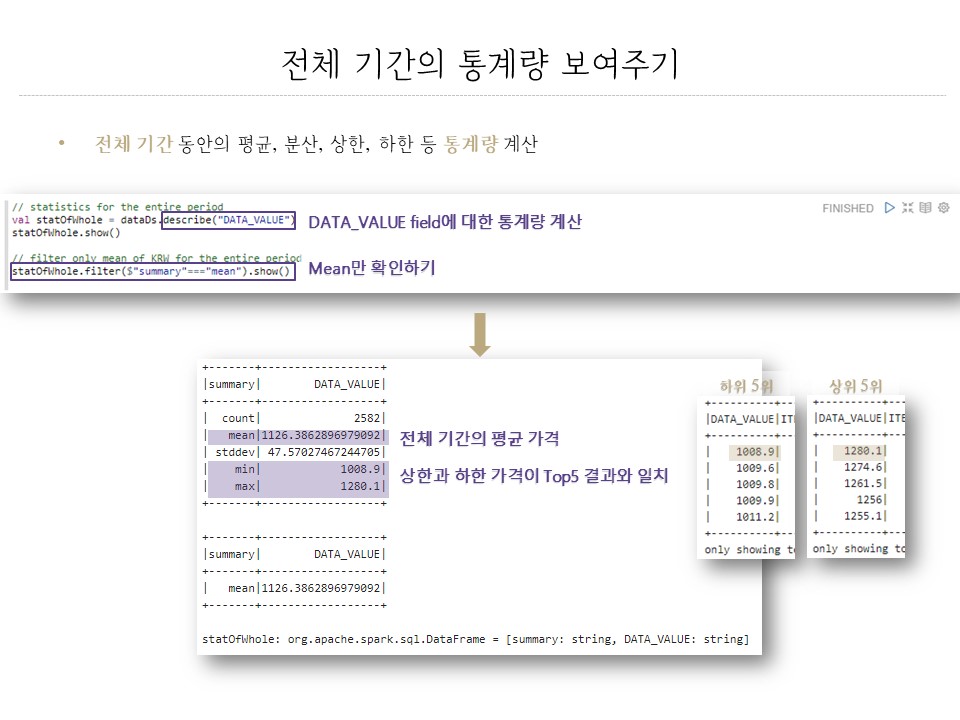 전체 기간의 통계량 보여주기
• 전체 기간 동안의 평균, 분산, 상한, 하한 등 통계량 계산
// statistics for the entire period
val statOfWhole = dataDs.describe("DATA_VALUE")
statOfWhole.show()
// filter only mean of KRW for the entire period
statOfWhole.filter($"summary"==="mean").show()
DATA_VALUE field에 대한 통계량 계산
Mean만 확인하기
FINISHED
+-------+------------------+
|summary|        DATA_VALUE|
+-------+------------------+
|  count|              2582|
|   mean|1126.3862896979092|
| stddev| 47.57027467244705|
|    min|            1008.9|
|    max|            1280.1|
+-------+------------------+
전체 기간의 평균 가격
상한과 하한 가격이 Top5 결과와 일치
+-------+------------------+
|summary|        DATA_VALUE|
+-------+------------------+
|   mean|1126.3862896979092|
+-------+------------------+
statOfWhole: org.apache.spark.sql.DataFrame = [summary: string, DATA_VALUE: string]
하위 5위
+----------+--
|DATA_VALUE|ITE
+----------+--
|    1008.9|
|    1009.6|
|    1009.8|
|    1009.9|
|    1011.2|
+----------+--
only showing to
상위 5위
+----------+---
|DATA_VALUE|ITE
+----------+---
|    1280.1|
|    1274.6|
|    1261.5|
|      1256|
|    1255.1|
+----------+---
only showing to